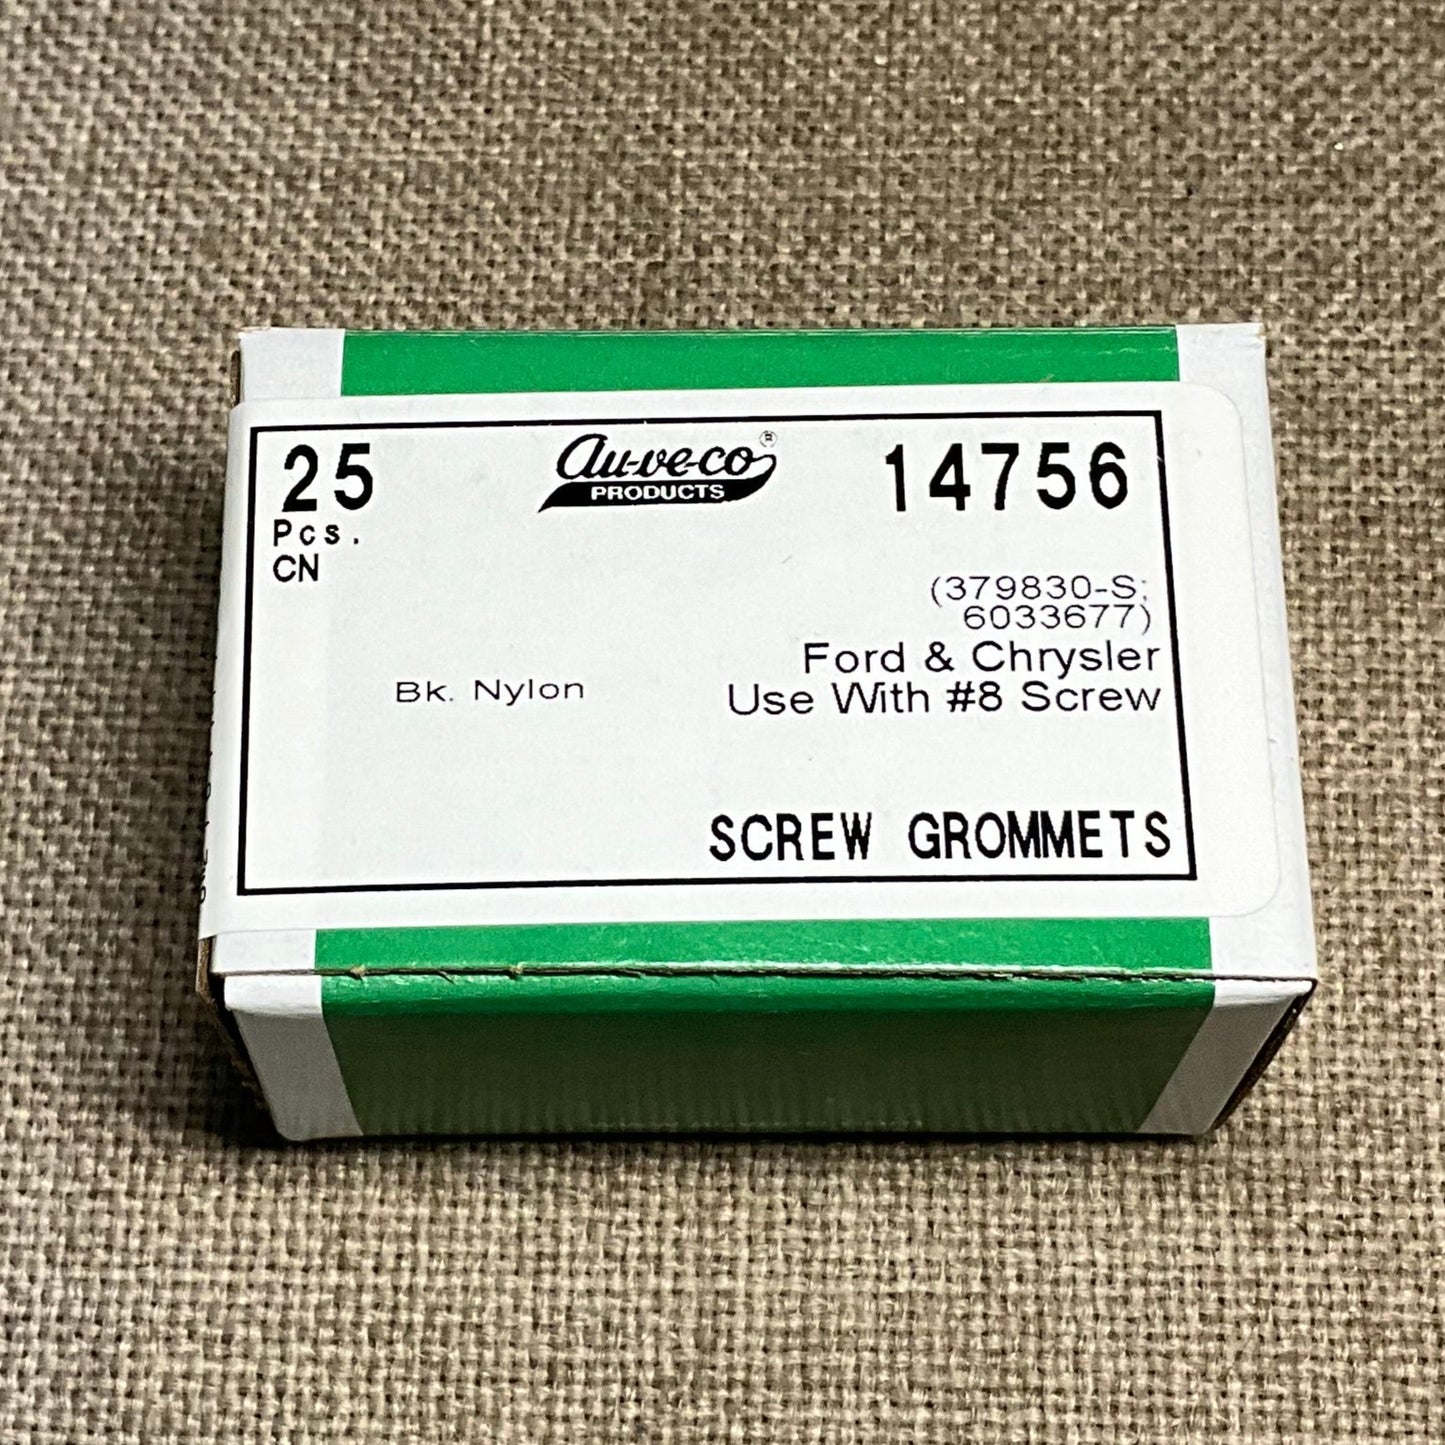 25
au-ve-co®
PRODUCTS
14756
Pcs.
CN
(379830-S;
6033677)
Ford & Chrysler
Bk. Nylon
Use With #8 Screw
SCREW GROMMETS